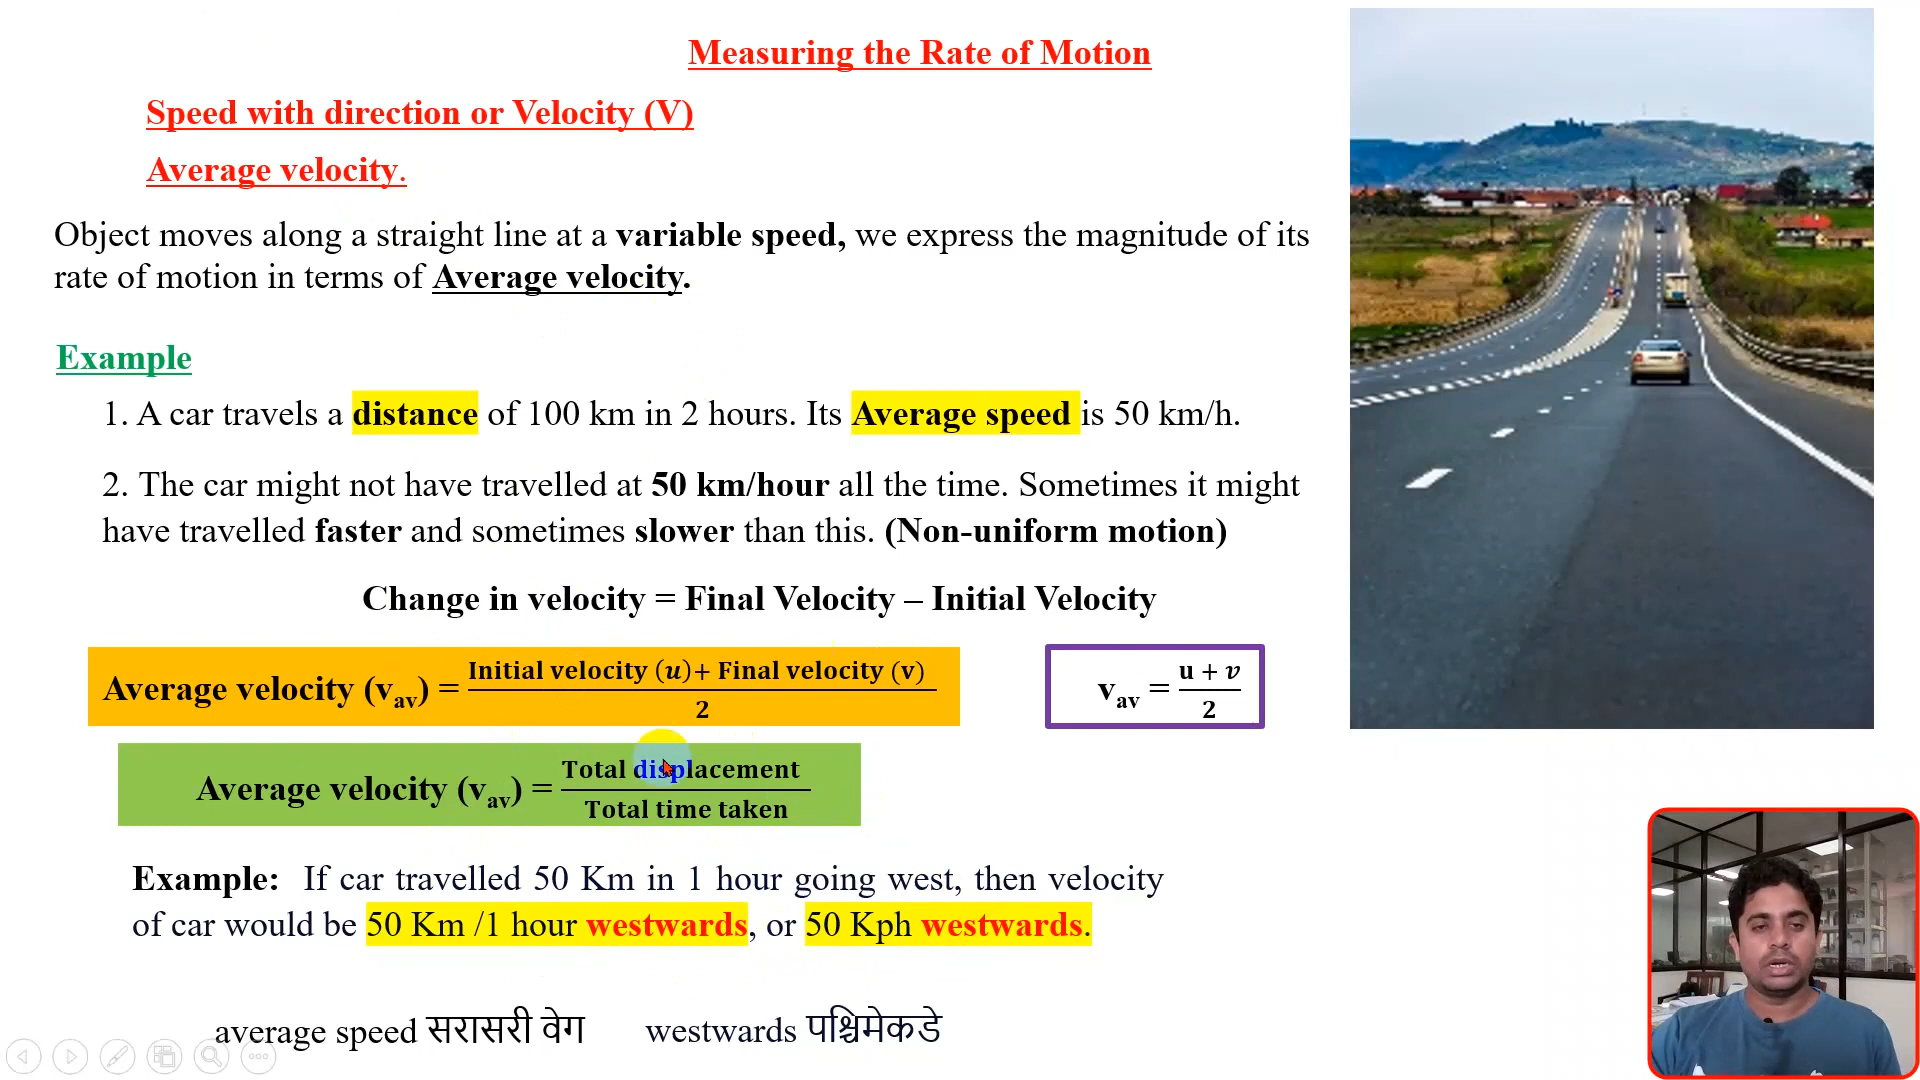 Measuring the Rate of Motion
Speed with direction or Velocity (V)
Average velocity.
Object moves along a straight line at a variable speed, we express the magnitude of its
rate of motion in terms of Average velocity.
Example
1. A car travels a distance of 100 km in 2 hours. Its Average speed is 50 km/h.
2. The car might not have travelled at 50 km/hour all the time. Sometimes it might
have travelled faster and sometimes slower than this. (Non-uniform motion)
Change in velocity = Final Velocity – Initial Velocity
Average velocity (vav) = Initial velocity (u)+ Final velocity (v) / 2
vav = u + v / 2
Average velocity (vav) = Total displacement / Total time taken
Example: If car travelled 50 Km in 1 hour going west, then velocity
of car would be 50 Km /1 hour westwards, or 50 Kph westwards.
average speed सरासरी वेग westwards पश्चिमेकडे